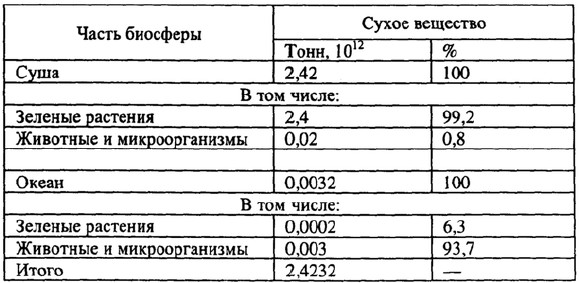 Часть биосферы Сухое вещество
Тонн, 10¹² %
Суша 2,42 100
В том числе:
Зеленые растения 2,4 99,2
Животные и микроорганизмы 0,02 0,8
Океан 0,0032 100
В том числе:
Зеленые растения 0,0002 6,3
Животные и микроорганизмы 0,003 93,7
Итого 2,4232 —